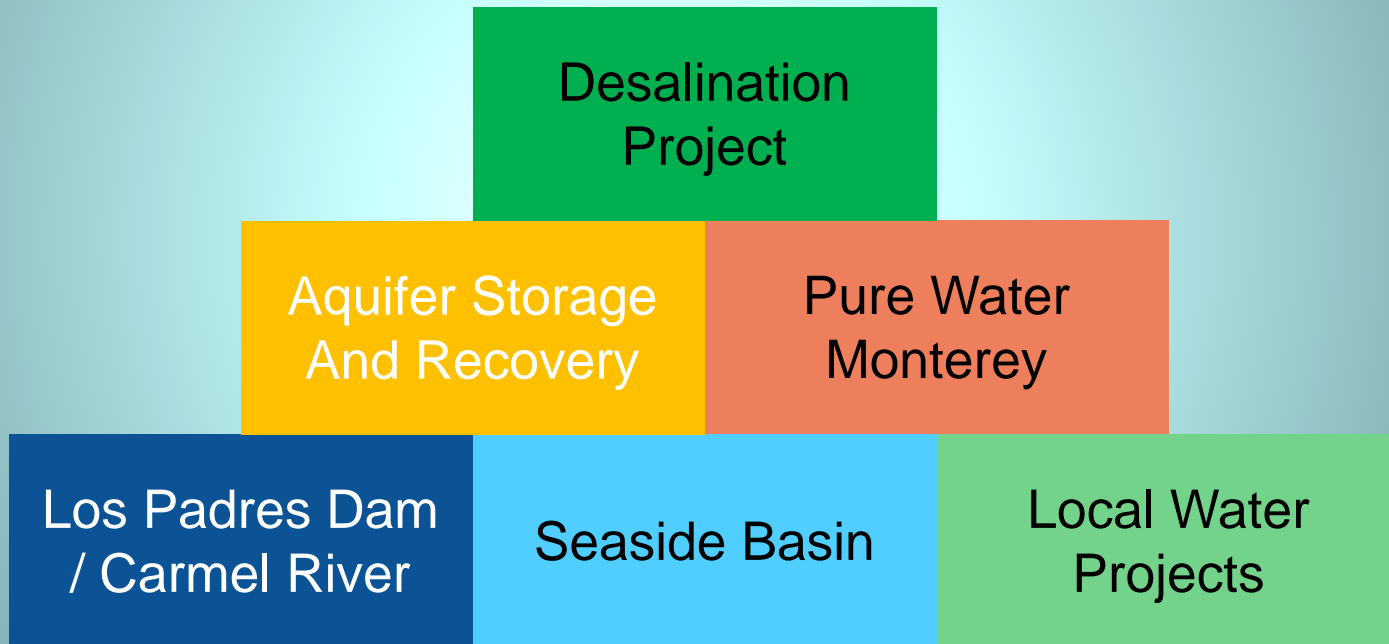 Desalination
Project
Aquifer Storage
And Recovery
Pure Water
Monterey
Los Padres Dam
/ Carmel River
Seaside Basin
Local Water
Projects